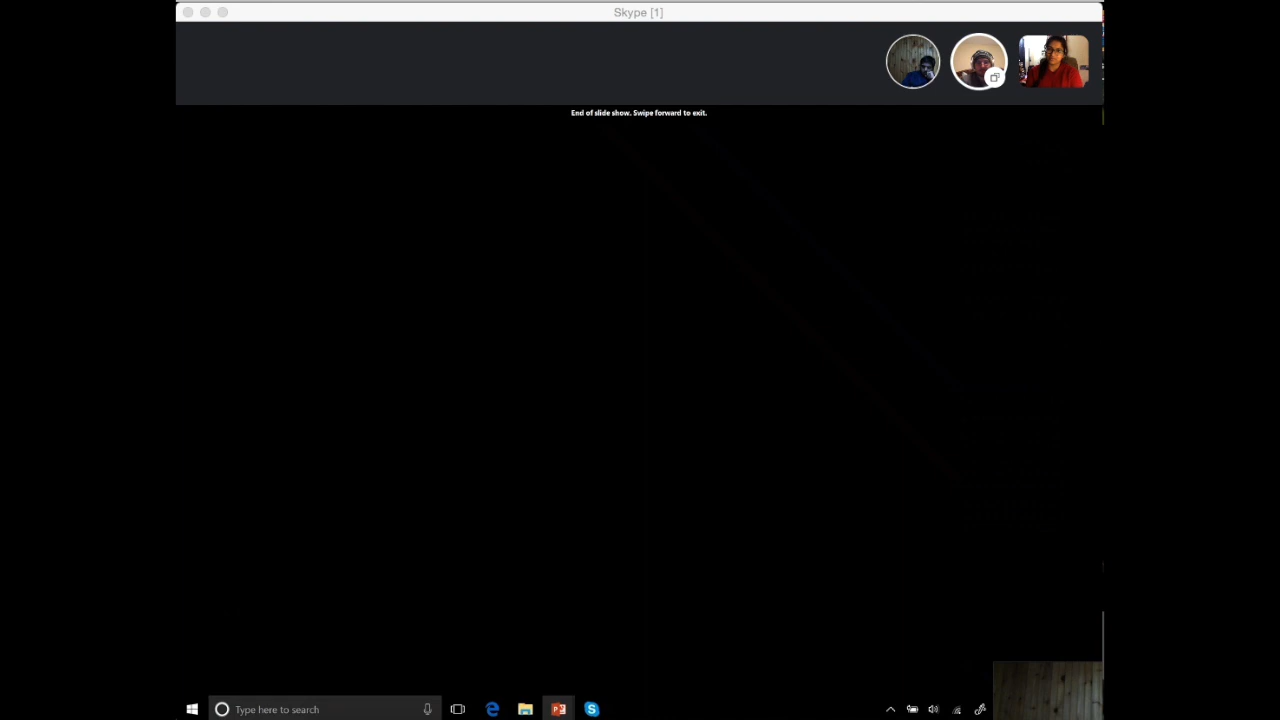 Skype [1]
End of slide show. Swipe forward to exit.
Type here to search